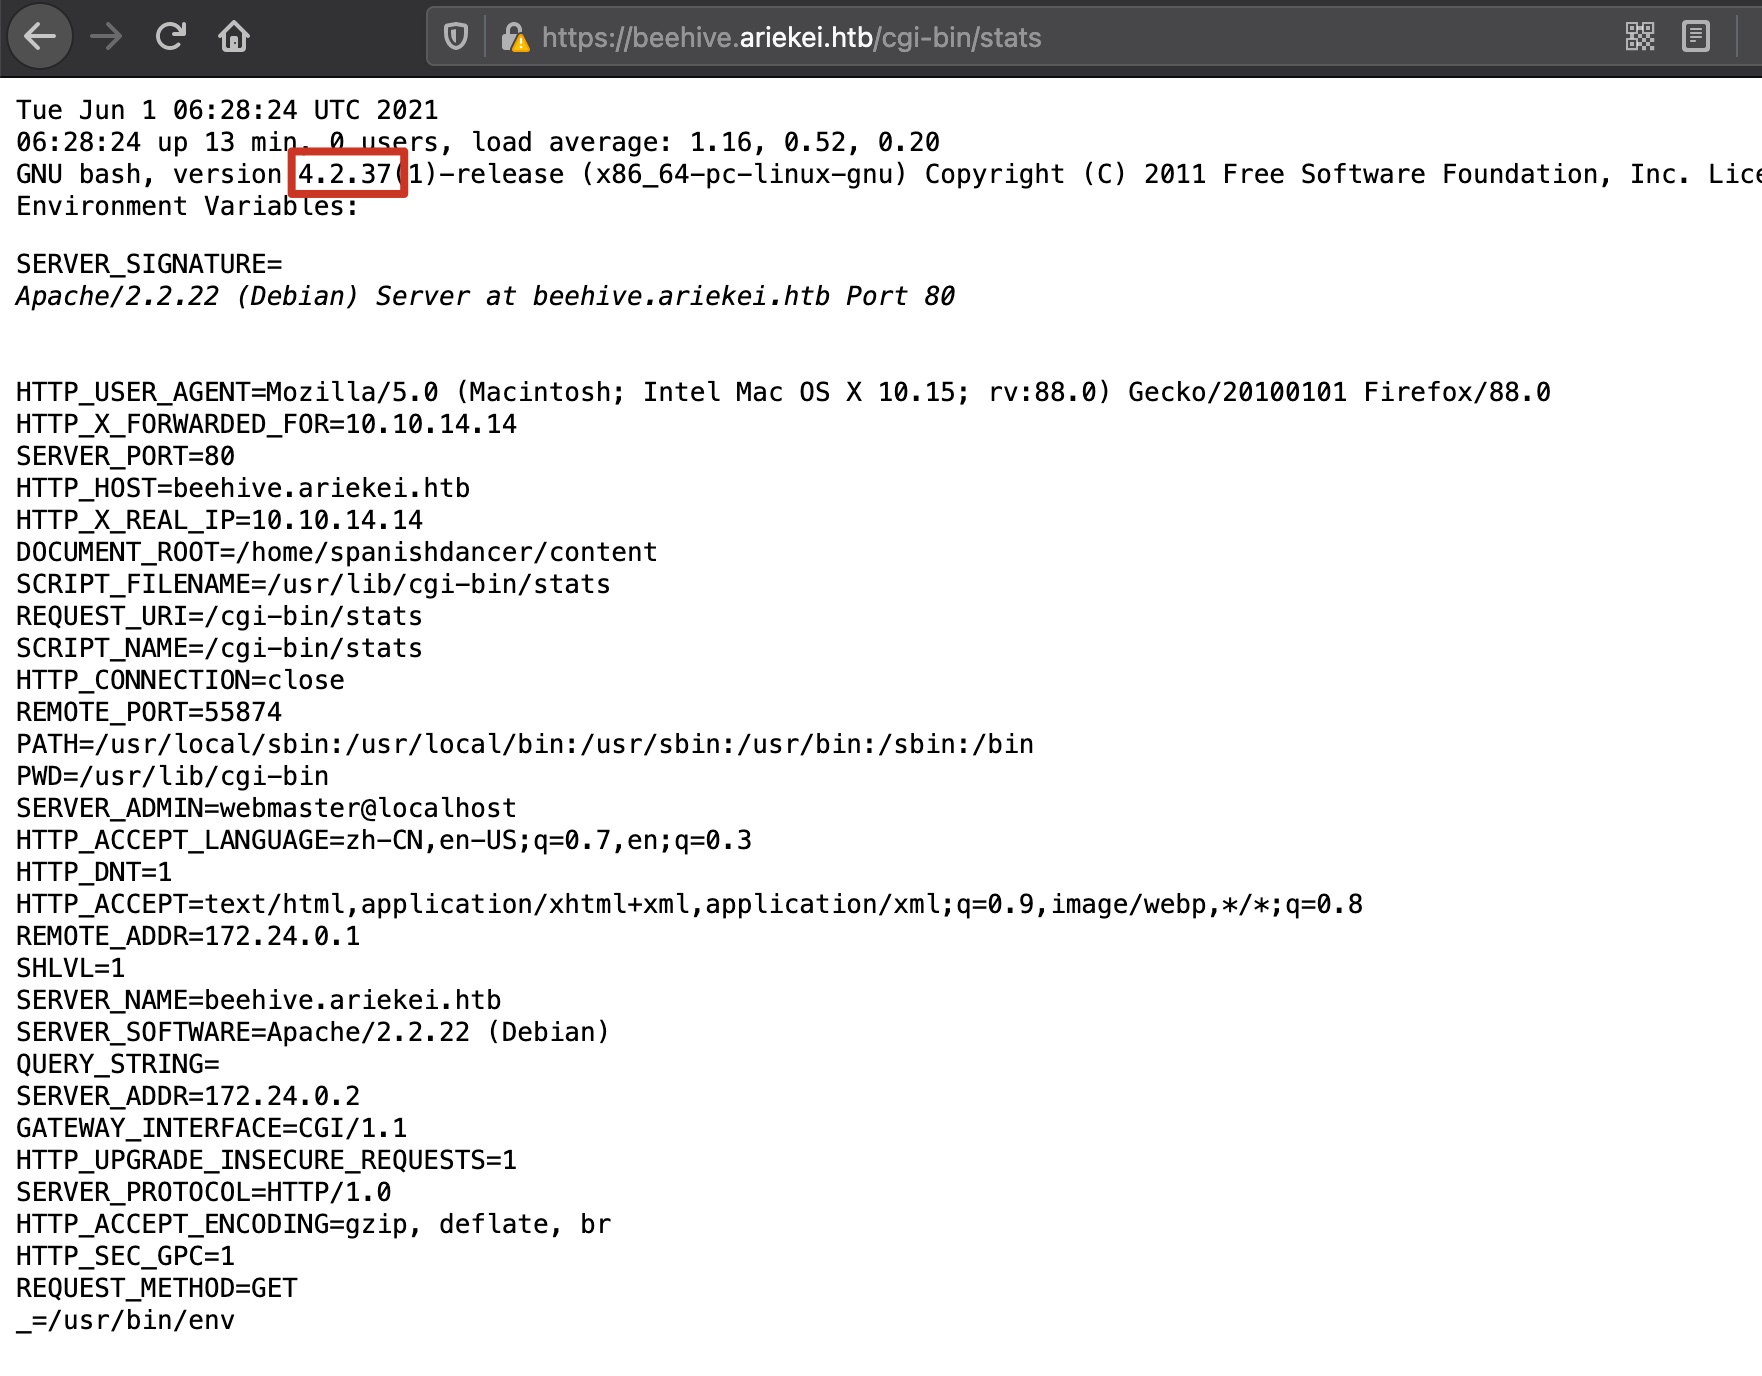 https://beehive.ariekei.htb/cgi-bin/stats
Tue Jun 1 06:28:24 UTC 2021
06:28:24 up 13 min, 0 users, load average: 1.16, 0.52, 0.20
GNU bash, version 4.2.37(1)-release (x86_64-pc-linux-gnu) Copyright (C) 2011 Free Software Foundation, Inc.
Environment Variables:
SERVER_SIGNATURE=
Apache/2.2.22 (Debian) Server at beehive.ariekei.htb Port 80
HTTP_USER_AGENT=Mozilla/5.0 (Macintosh; Intel Mac OS X 10.15; rv:88.0) Gecko/20100101 Firefox/88.0
HTTP_X_FORWARDED_FOR=10.10.14.14
SERVER_PORT=80
HTTP_HOST=beehive.ariekei.htb
HTTP_X_REAL_IP=10.10.14.14
DOCUMENT_ROOT=/home/spanishdancer/content
SCRIPT_FILENAME=/usr/lib/cgi-bin/stats
REQUEST_URI=/cgi-bin/stats
SCRIPT_NAME=/cgi-bin/stats
HTTP_CONNECTION=close
REMOTE_PORT=55874
PATH=/usr/local/sbin:/usr/local/bin:/usr/sbin:/usr/bin:/sbin:/bin
PWD=/usr/lib/cgi-bin
SERVER_ADMIN=webmaster@localhost
HTTP_ACCEPT_LANGUAGE=zh-CN,en-US;q=0.7,en;q=0.3
HTTP_DNT=1
HTTP_ACCEPT=text/html,application/xhtml+xml,application/xml;q=0.9,image/webp,*/*;q=0.8
REMOTE_ADDR=172.24.0.1
SHLVL=1
SERVER_NAME=beehive.ariekei.htb
SERVER_SOFTWARE=Apache/2.2.22 (Debian)
QUERY_STRING=
SERVER_ADDR=172.24.0.2
GATEWAY_INTERFACE=CGI/1.1
HTTP_UPGRADE_INSECURE_REQUESTS=1
SERVER_PROTOCOL=HTTP/1.0
HTTP_ACCEPT_ENCODING=gzip, deflate, br
HTTP_SEC_GPC=1
REQUEST_METHOD=GET
_=/usr/bin/env